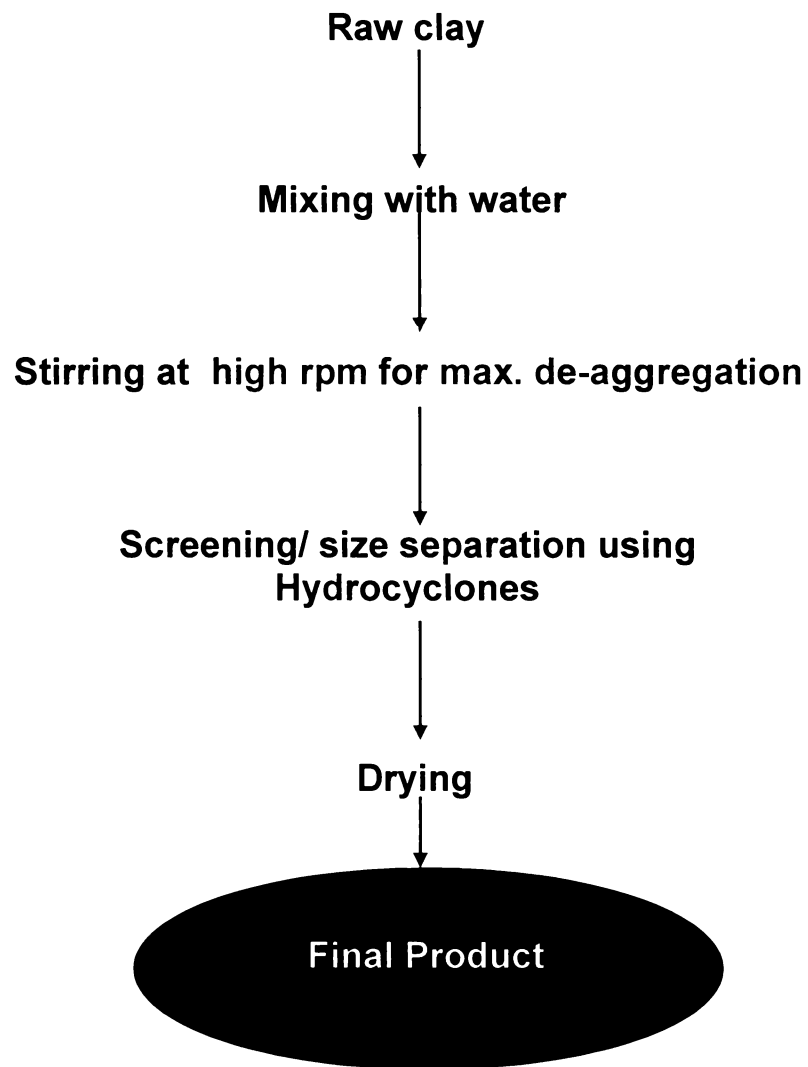 Raw clay
Mixing with water
Stirring at high rpm for max. de-aggregation
Screening/ size separation using
Hydrocyclones
Drying
Final Product